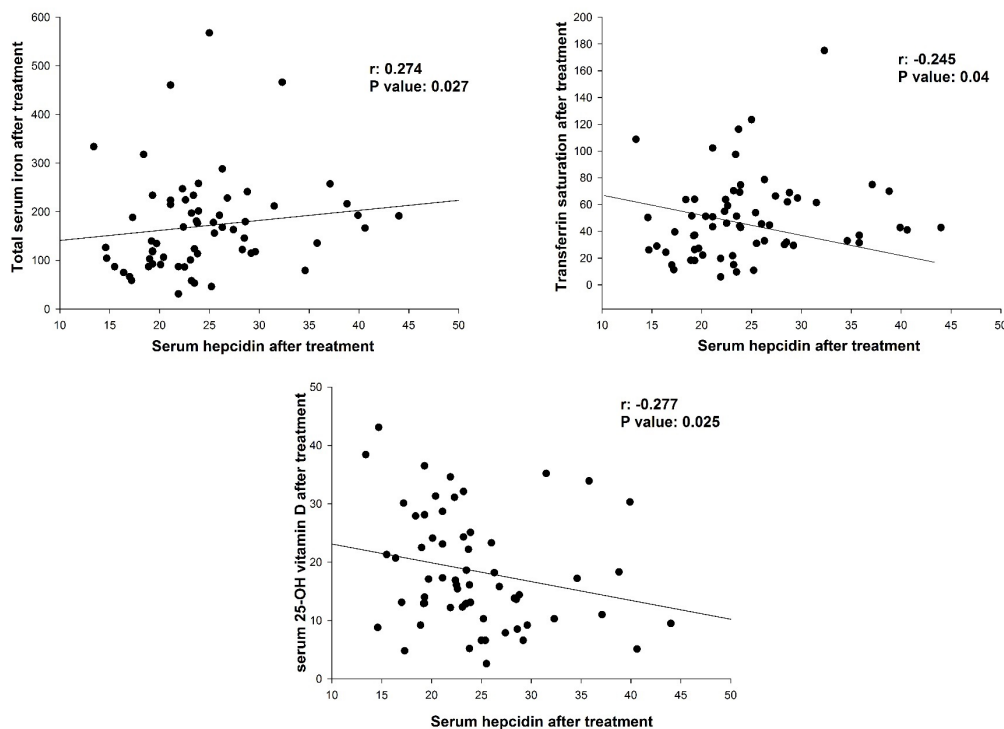 600
500
400
300
200
100
0
Total serum iron after treatment
r: 0.274
P value: 0.027
10 15 20 25 30 35 40 45 50
Serum hepcidin after treatment
200
180
160
140
120
100
80
60
40
20
0
Transferrin saturation after treatment
r: -0.245
P value: 0.04
10 15 20 25 30 35 40 45 50
Serum hepcidin after treatment
50
40
30
20
10
0
serum 25-OH vitamin D after treatment
r: -0.277
P value: 0.025
10 15 20 25 30 35 40 45 50
Serum hepcidin after treatment